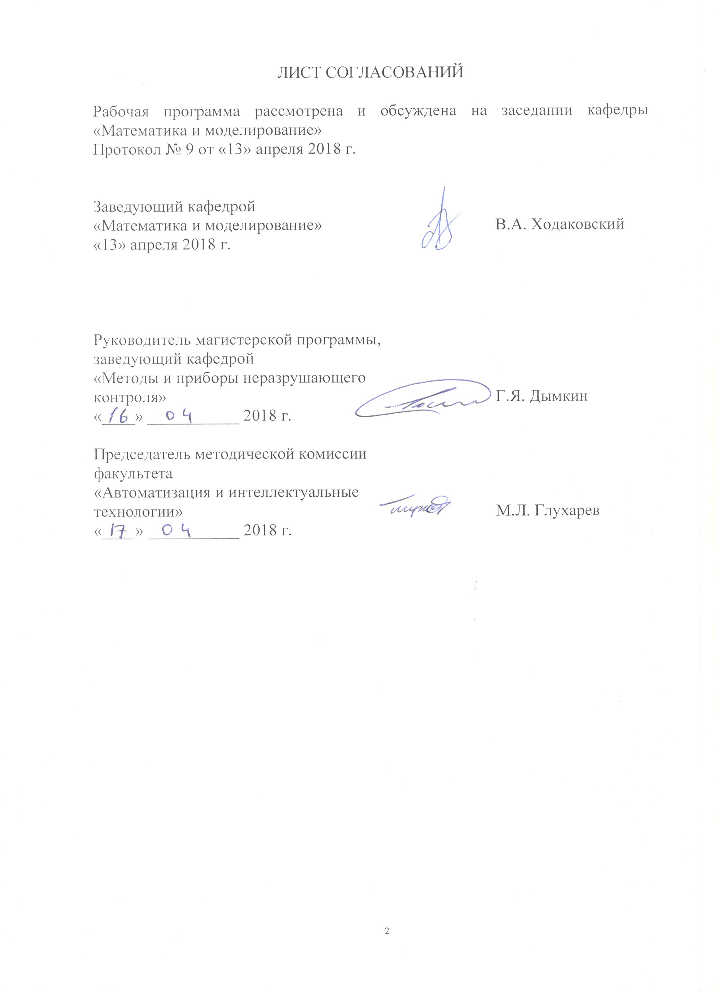 ЛИСТ СОГЛАСОВАНИЙ
Рабочая программа рассмотрена и обсуждена на заседании кафедры
«Математика и моделирование»
Протокол № 9 от «13» апреля 2018 г.
Заведующий кафедрой
«Математика и моделирование» В.А. Ходаковский
«13» апреля 2018 г.
Руководитель магистерской программы,
заведующий кафедрой
«Методы и приборы неразрушающего
контроля» Г.Я. Дымкин
«16» 04 2018 г.
Председатель методической комиссии
факультета
«Автоматизация и интеллектуальные
технологии» М.Л. Глухарев
«17» 04 2018 г.
2